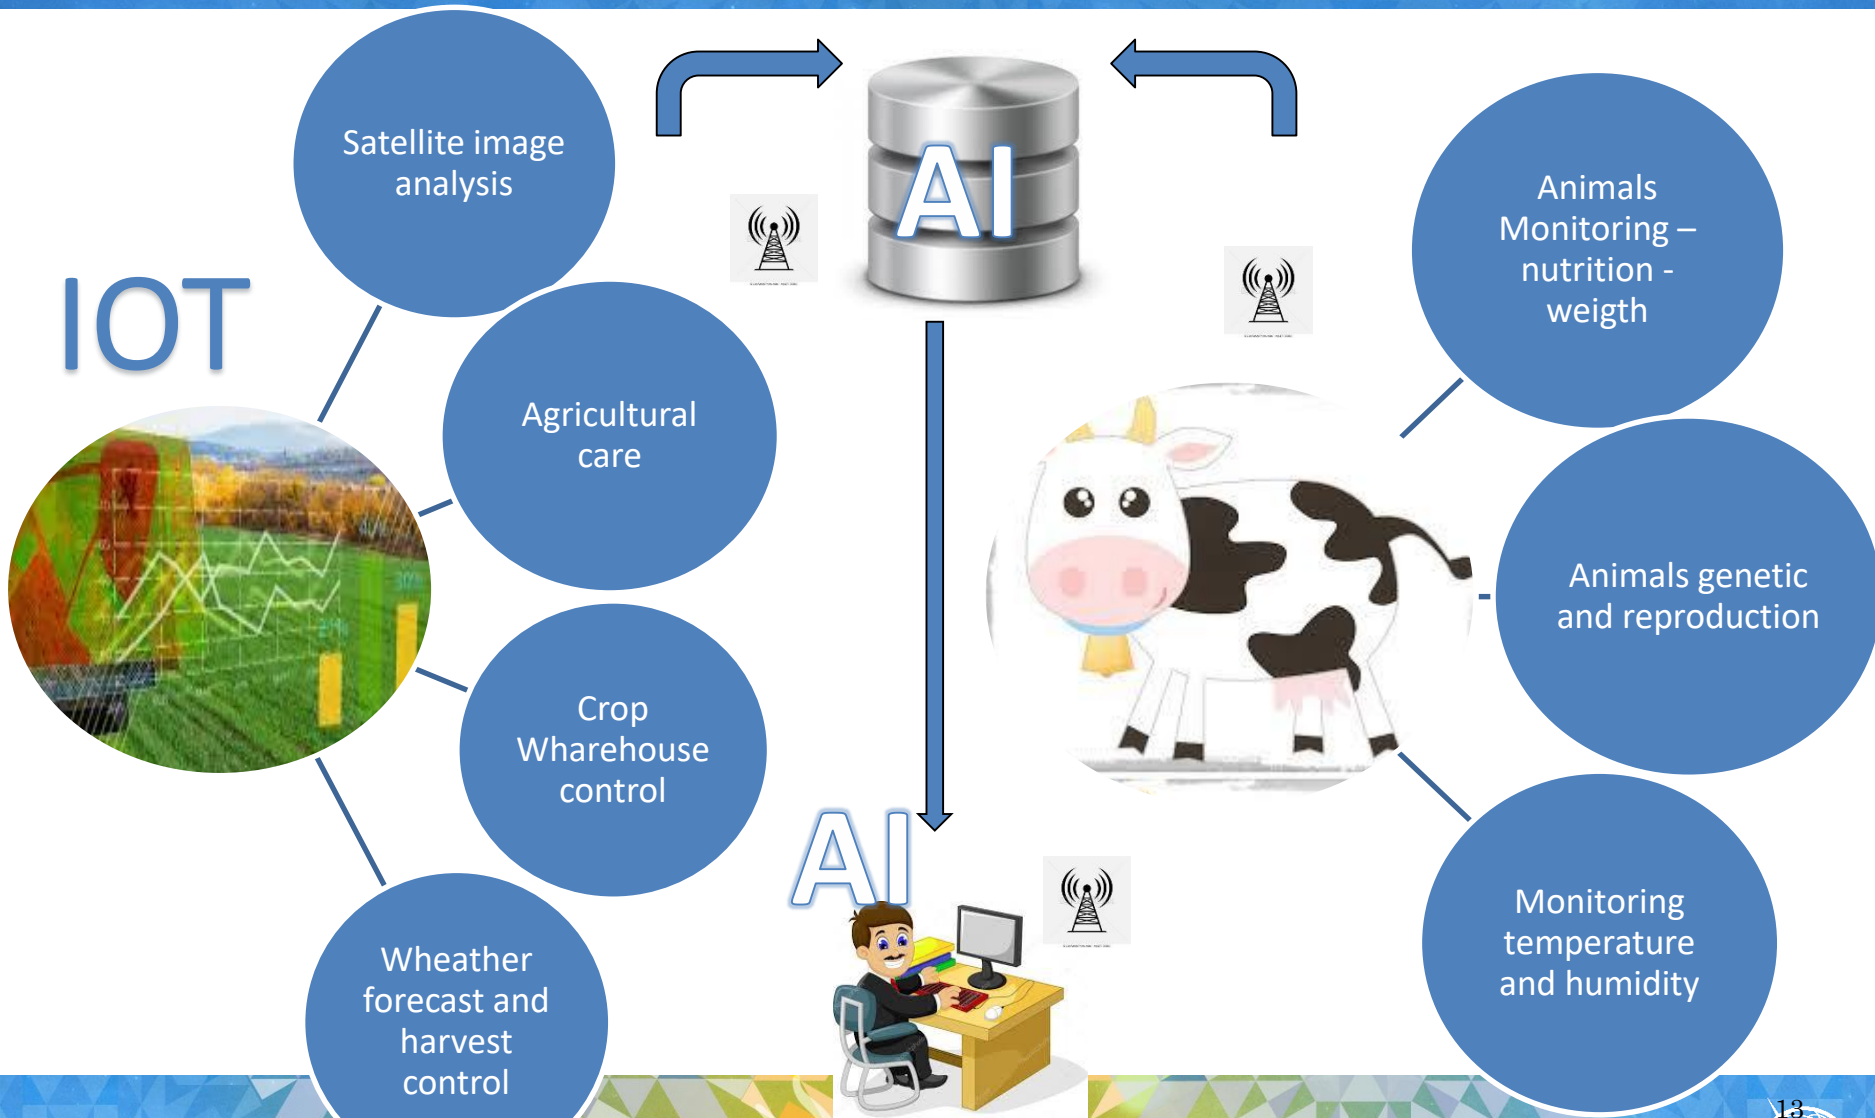 IOT
Satellite image
analysis
Agricultural
care
Crop
Wharehouse
control
Wheather
forecast and
harvest
control
AI
AI
Animals
Monitoring –
nutrition -
weigth
Animals genetic
and reproduction
Monitoring
temperature
and humidity
13